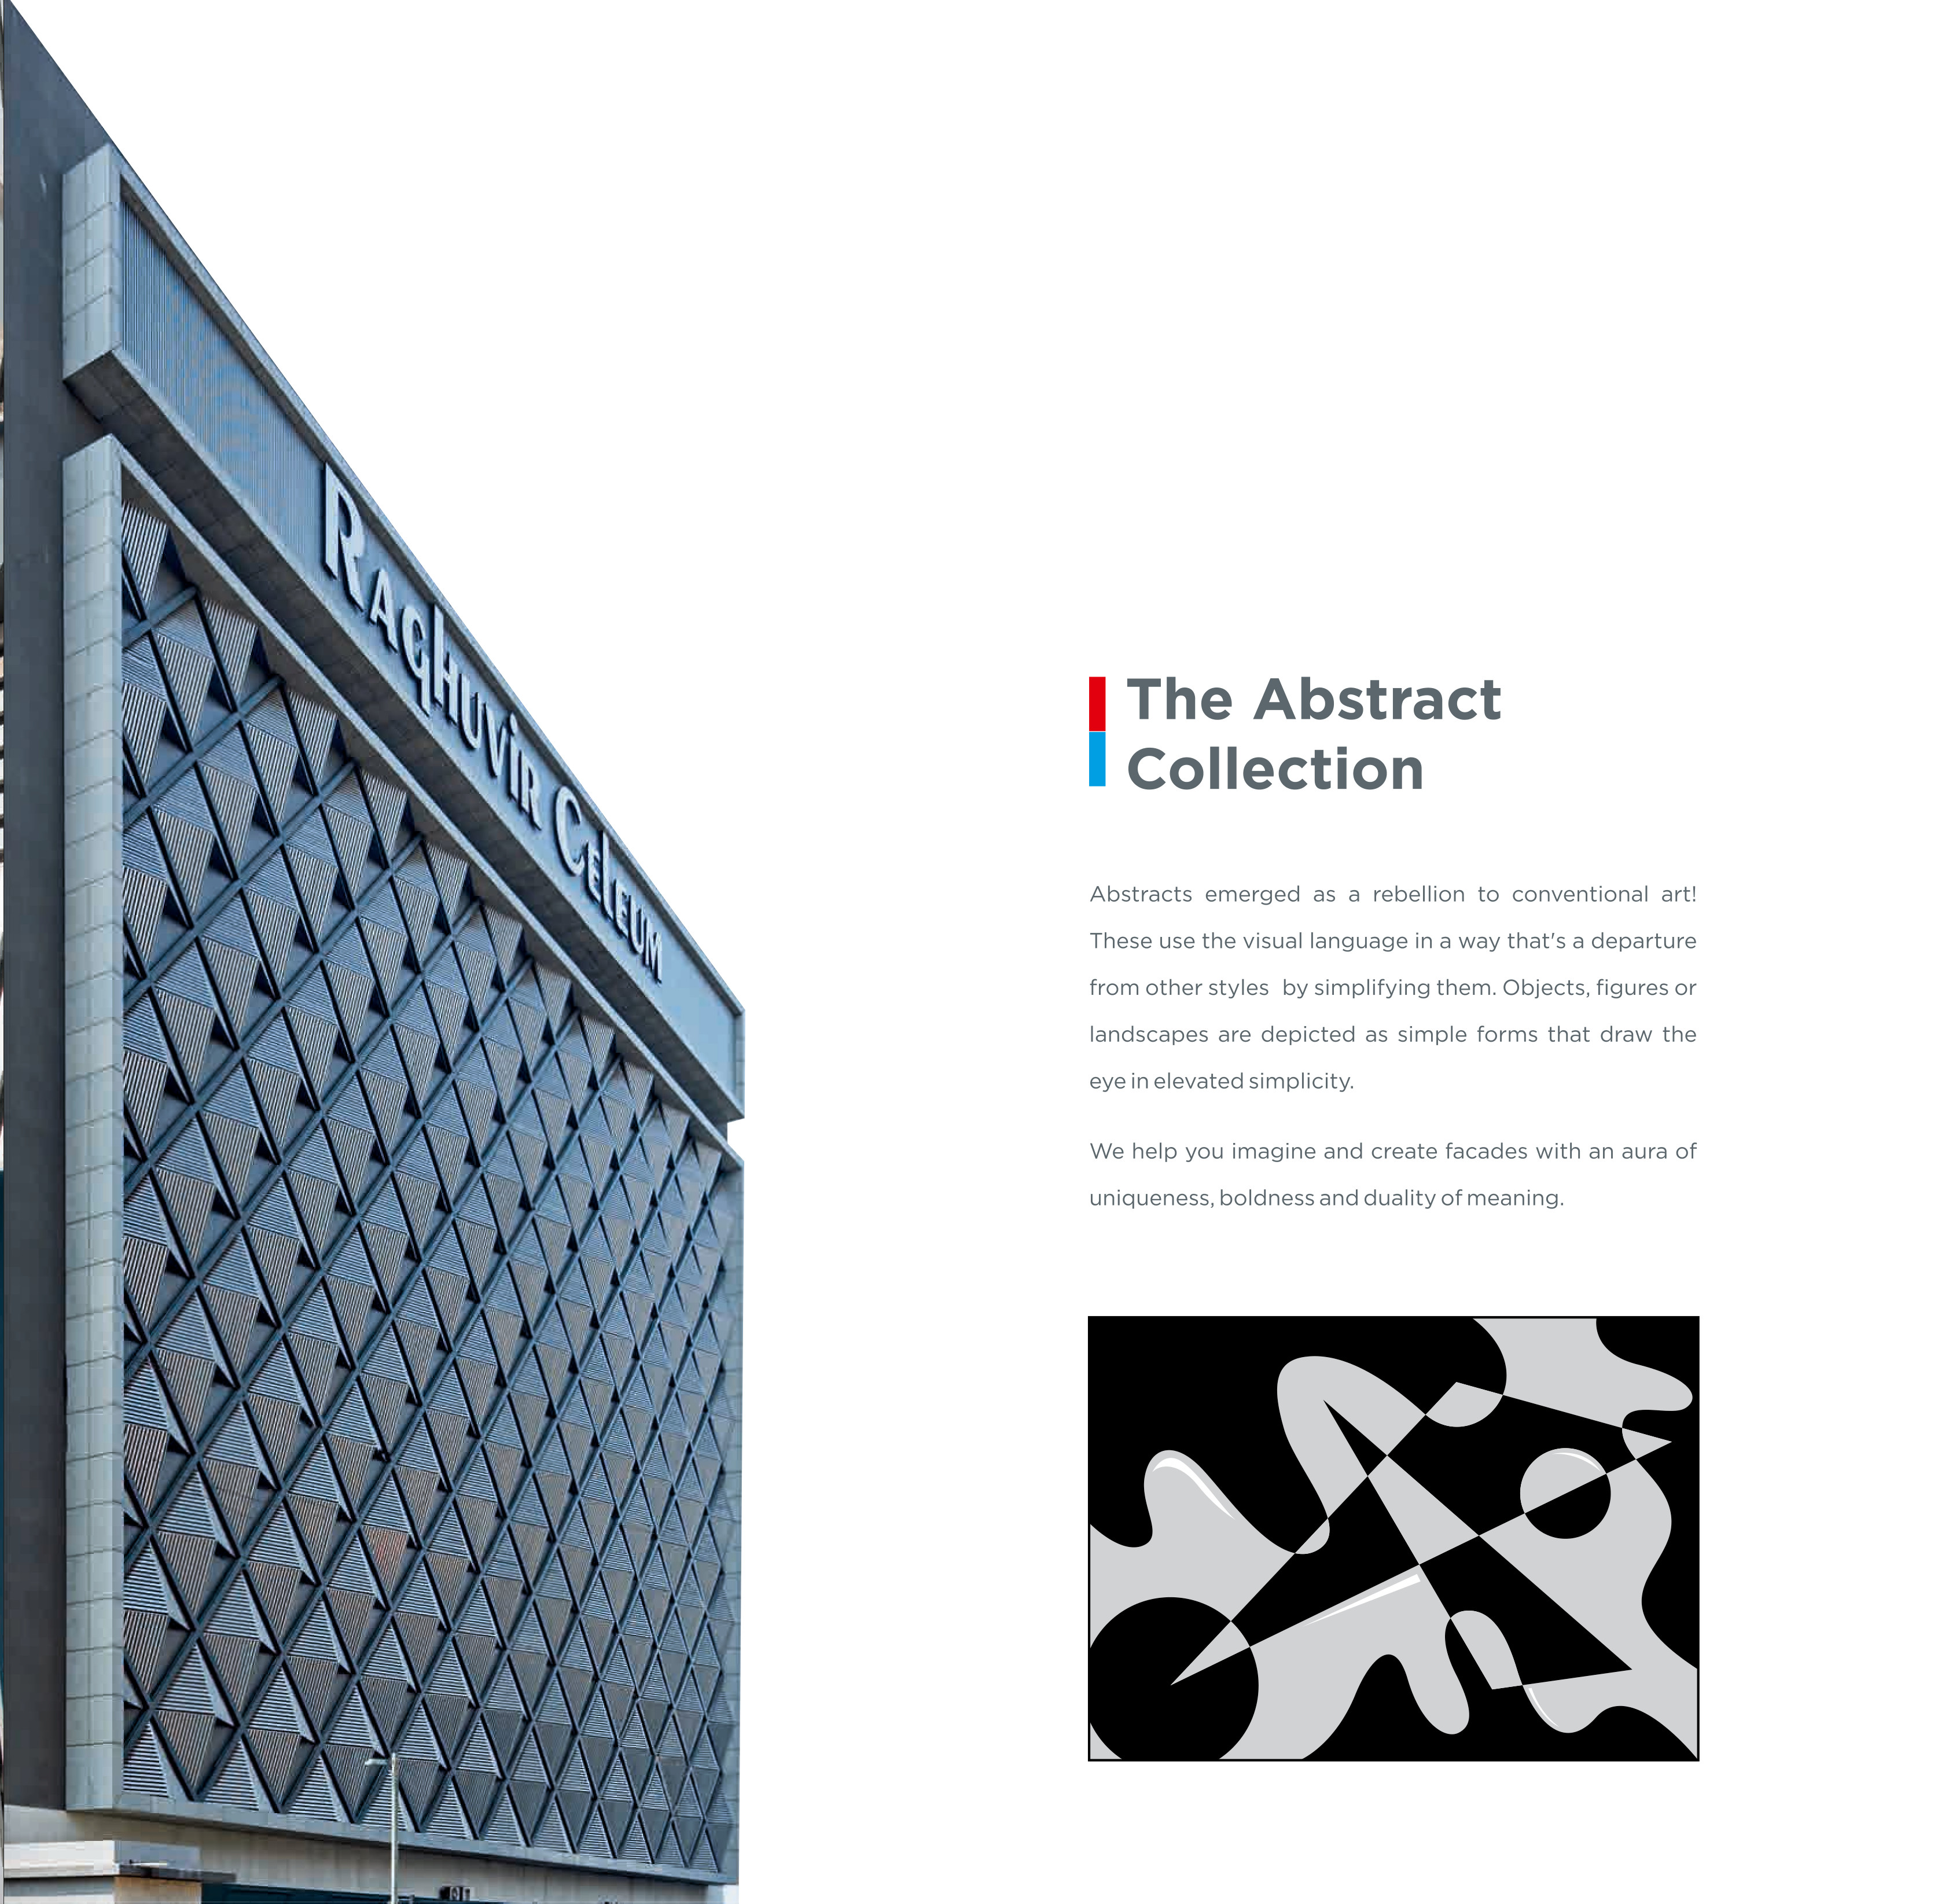 RAGHUVIR CELEUM
The Abstract
Collection
Abstracts emerged as a rebellion to conventional art!
These use the visual language in a way that's a departure
from other styles by simplifying them. Objects, figures or
landscapes are depicted as simple forms that draw the
eye in elevated simplicity.
We help you imagine and create facades with an aura of
uniqueness, boldness and duality of meaning.